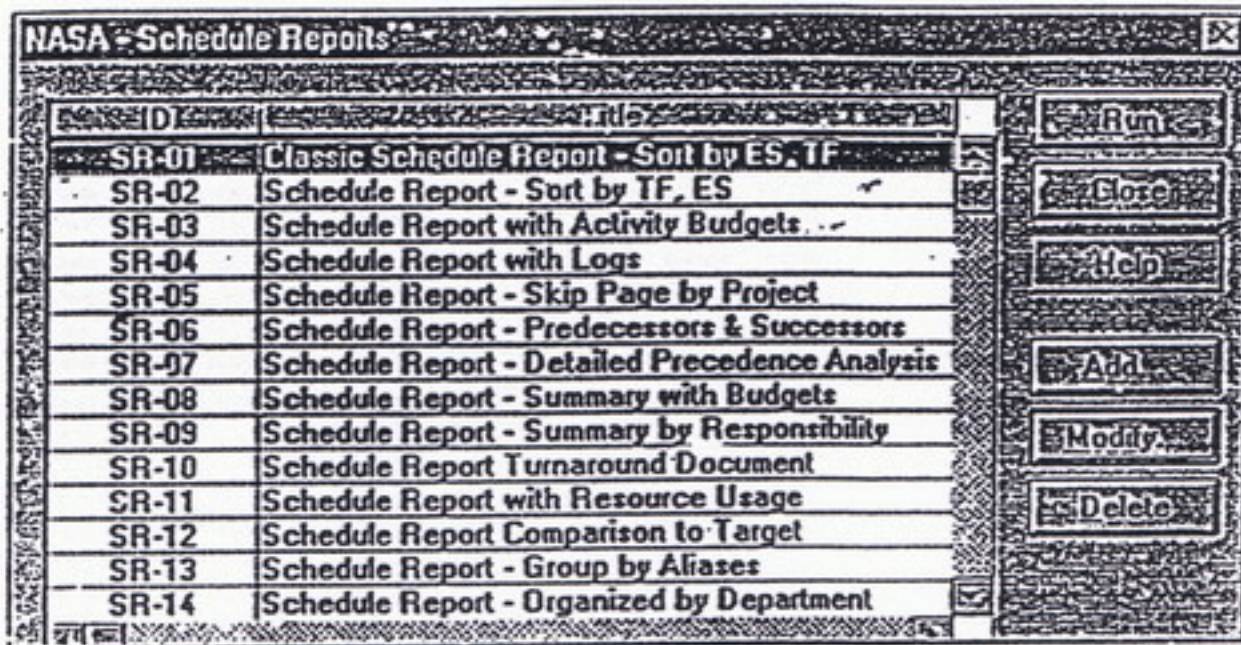 NASA - Schedule Reports
ID Title
SR-01 Classic Schedule Report - Sort by ES, TF
SR-02 Schedule Report - Sort by TF, ES
SR-03 Schedule Report with Activity Budgets
SR-04 Schedule Report with Logs
SR-05 Schedule Report - Skip Page by Project
SR-06 Schedule Report - Predecessors & Successors
SR-07 Schedule Report - Detailed Precedence Analysis
SR-08 Schedule Report - Summary with Budgets
SR-09 Schedule Report - Summary by Responsibility
SR-10 Schedule Report Turnaround Document
SR-11 Schedule Report with Resource Usage
SR-12 Schedule Report Comparison to Target
SR-13 Schedule Report - Group by Aliases
SR-14 Schedule Report - Organized by Department
Run
Close
Help
Add
Modify...
Delete